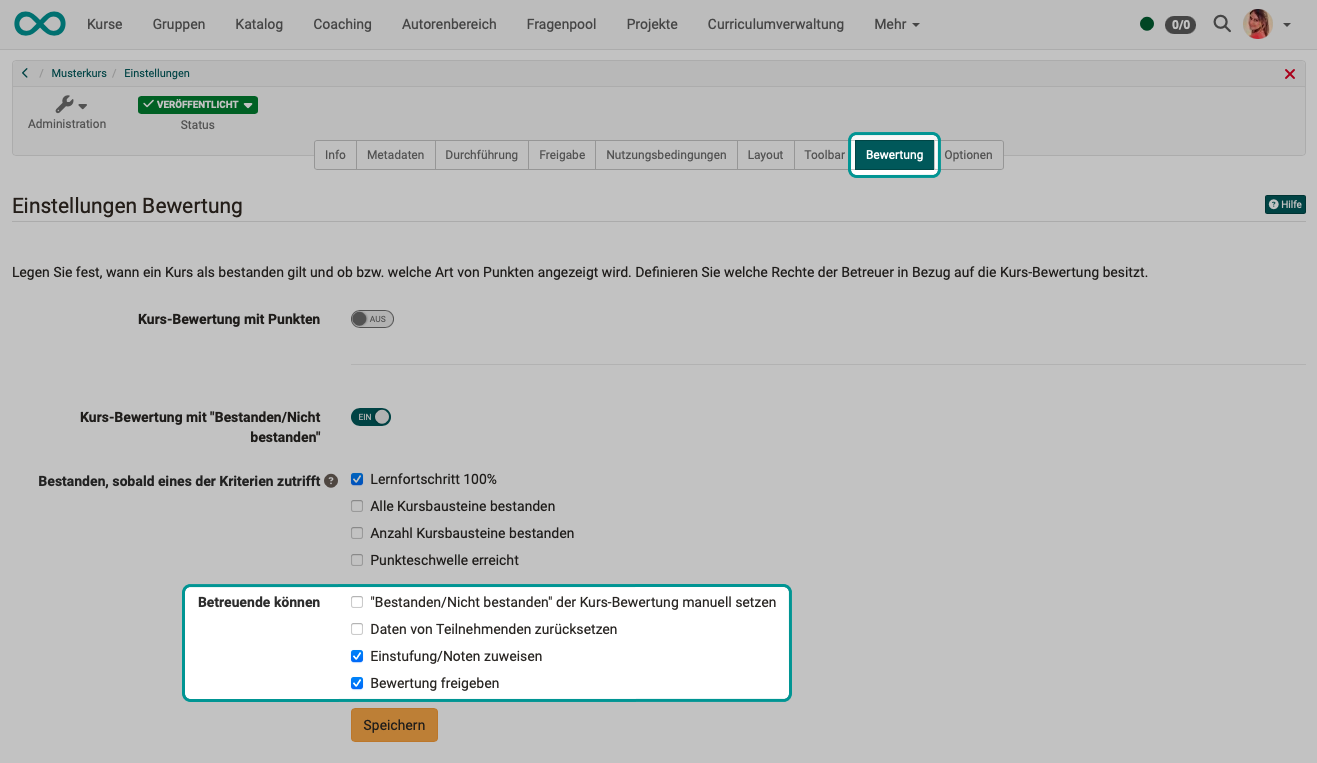 Kurse Gruppen Katalog Coaching Autorenbereich Fragenpool Projekte Curriculumverwaltung Mehr 0/0
/ Musterkurs / Einstellungen
VERÖFFENTLICHT
Administration Status
Info Metadaten Durchführung Freigabe Nutzungsbedingungen Layout Toolbar Bewertung Optionen
Einstellungen Bewertung
? Hilfe
Legen Sie fest, wann ein Kurs als bestanden gilt und ob bzw. welche Art von Punkten angezeigt wird. Definieren Sie welche Rechte der Betreuer in Bezug auf die Kurs-Bewertung besitzt.
Kurs-Bewertung mit Punkten AUS
Kurs-Bewertung mit "Bestanden/Nicht EIN
bestanden"
Bestanden, sobald eines der Kriterien zutrifft ? Lernfortschritt 100%
Alle Kursbausteine bestanden
Anzahl Kursbausteine bestanden
Punkteschwelle erreicht
Betreuende können "Bestanden/Nicht bestanden" der Kurs-Bewertung manuell setzen
Daten von Teilnehmenden zurücksetzen
Einstufung/Noten zuweisen
Bewertung freigeben
Speichern